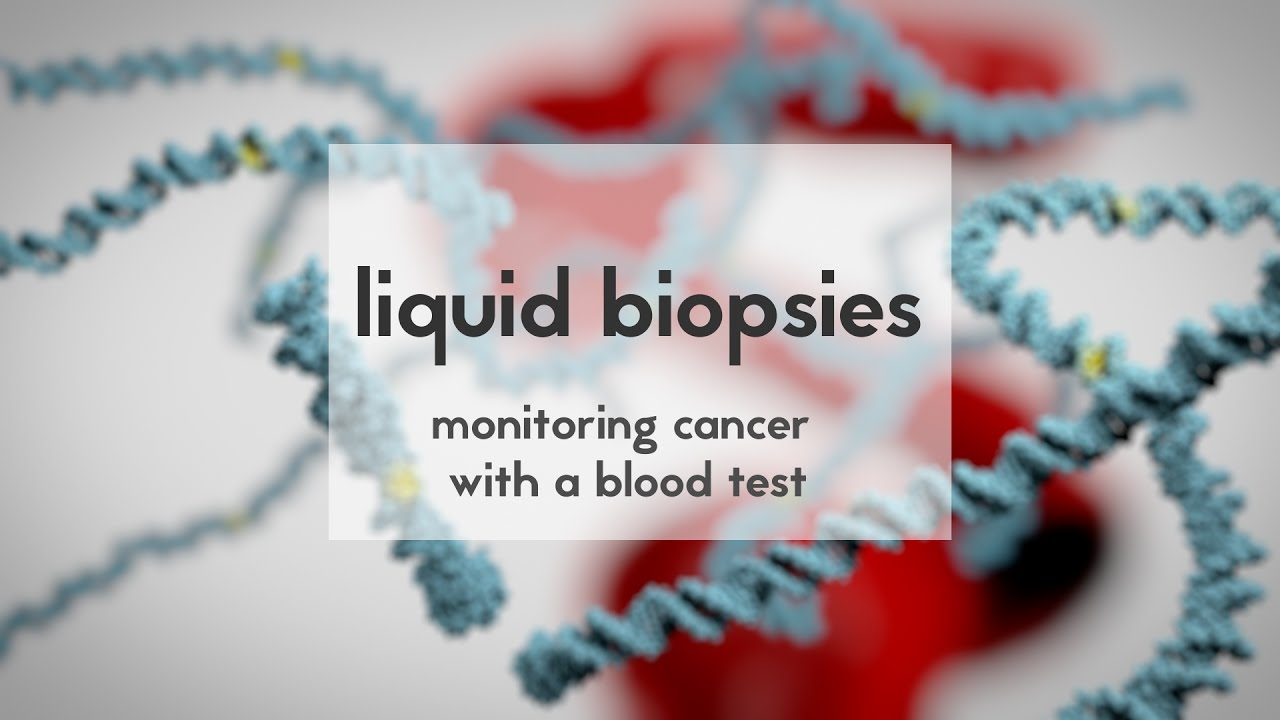 liquid biopsies
monitoring cancer
with a blood test